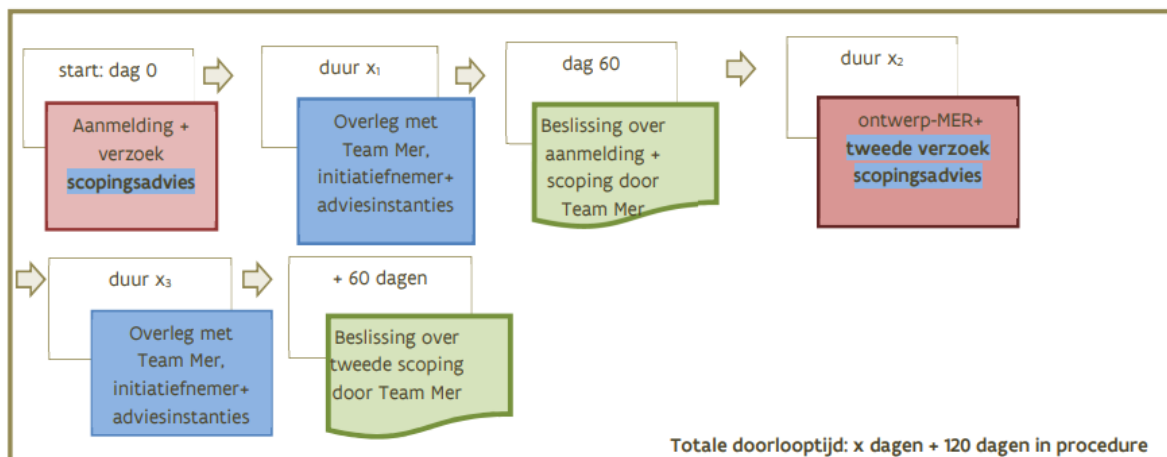 start: dag 0
Aanmelding +
verzoek
scopingsadvies
duur x₁
Overleg met
Team Mer,
initiatiefnemer+
adviesinstanties
dag 60
Beslissing over
aanmelding +
scoping door
Team Mer
duur x₂
ontwerp-MER+
tweede verzoek
scopingsadvies
duur x₃
Overleg met
Team Mer,
initiatiefnemer+
adviesinstanties
+ 60 dagen
Beslissing over
tweede scoping
door Team Mer
Totale doorlooptijd: x dagen + 120 dagen in procedure